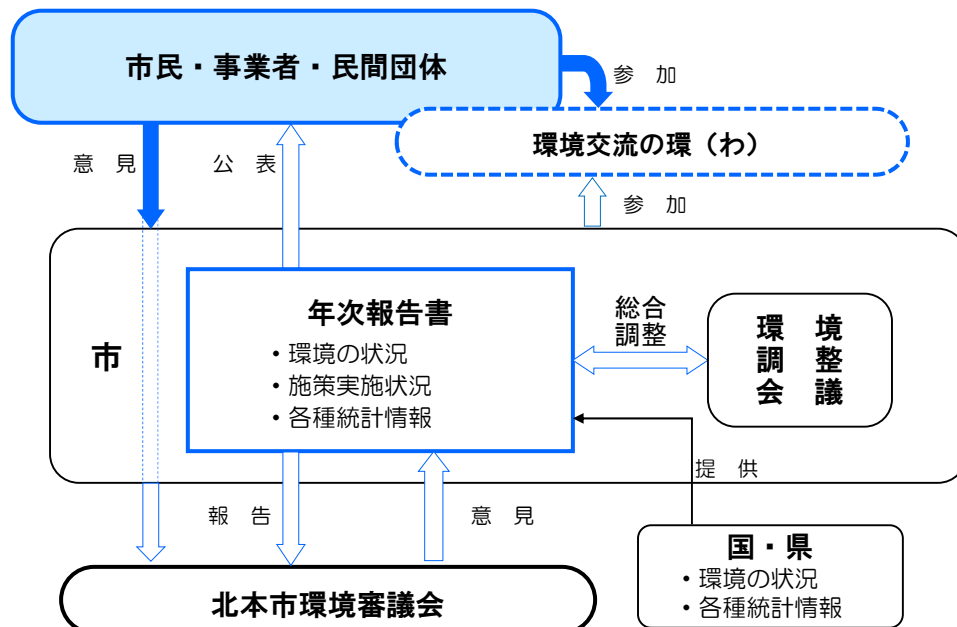 市民・事業者・民間団体
参　加
環境交流の環（わ）
意　見
公　表
参　加
市
年次報告書
・環境の状況
・施策実施状況
・各種統計情報
総合
調整
環　境
調　整
会　議
提　供
報　告
意　見
国・県
・環境の状況
・各種統計情報
北本市環境審議会